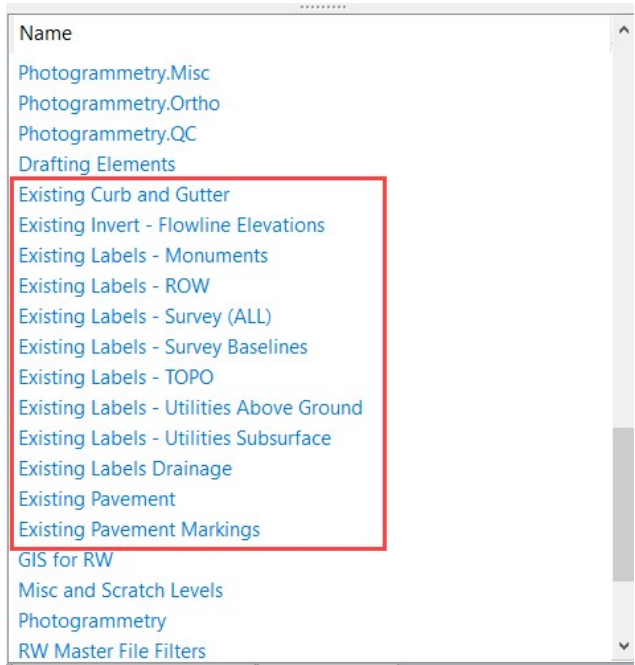 Name
Photogrammetry.Misc
Photogrammetry.Ortho
Photogrammetry.QC
Drafting Elements
Existing Curb and Gutter
Existing Invert - Flowline Elevations
Existing Labels - Monuments
Existing Labels - ROW
Existing Labels - Survey (ALL)
Existing Labels - Survey Baselines
Existing Labels - TOPO
Existing Labels - Utilities Above Ground
Existing Labels - Utilities Subsurface
Existing Labels Drainage
Existing Pavement
Existing Pavement Markings
GIS for RW
Misc and Scratch Levels
Photogrammetry
RW Master File Filters